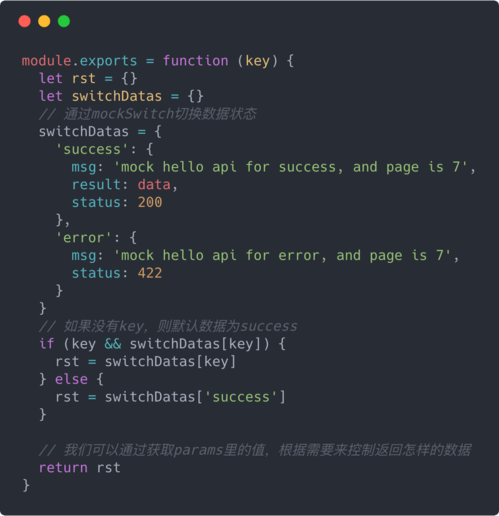 module.exports = function (key) {
  let rst = {}
  let switchDatas = {}
  // 通过mockSwitch切换数据状态
  switchDatas = {
    'success': {
      msg: 'mock hello api for success, and page is 7',
      result: data,
      status: 200
    },
    'error': {
      msg: 'mock hello api for error, and page is 7',
      status: 422
    }
  }
  // 如果没有key，则默认数据为success
  if (key && switchDatas[key]) {
    rst = switchDatas[key]
  } else {
    rst = switchDatas['success']
  }

  // 我们可以通过获取params里的值，根据需要来控制返回怎样的数据
  return rst
}